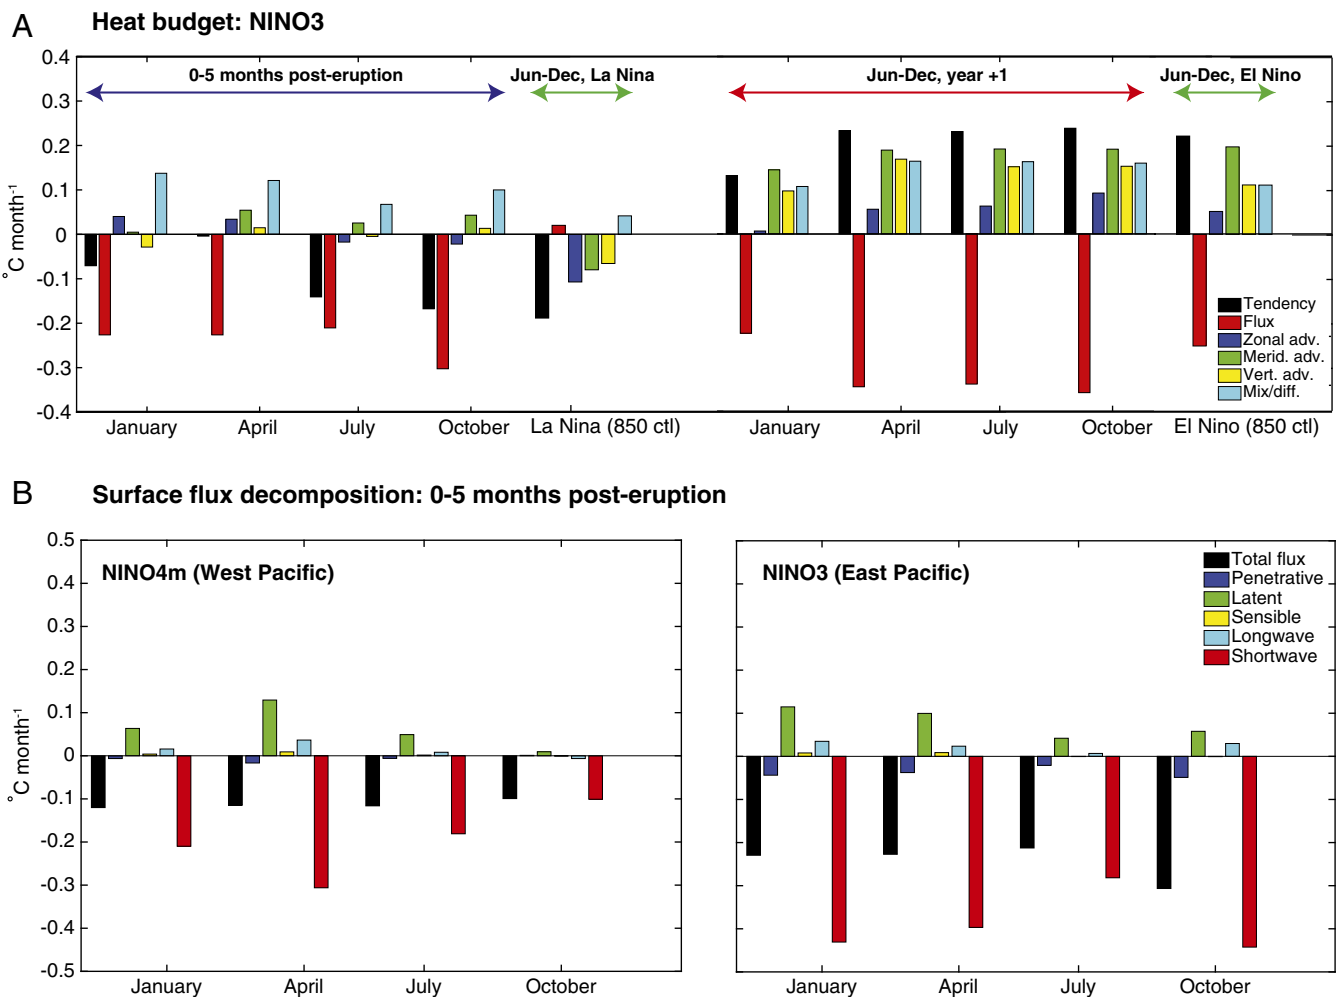 A Heat budget: NINO3
0.4
0.3
0.2
0.1
0
-0.1
-0.2
-0.3
-0.4
°C month-1
0-5 months post-eruption
Jun-Dec, La Nina
Jun-Dec, year +1
Jun-Dec, El Nino
Tendency
Flux
Zonal adv.
Merid. adv.
Vert. adv.
Mix/diff.
January April July October La Nina (850 ctl) January April July October El Nino (850 ctl)
B Surface flux decomposition: 0-5 months post-eruption
0.5
0.4
0.3
0.2
0.1
0
-0.1
-0.2
-0.3
-0.4
-0.5
°C month-1
NINO4m (West Pacific)
January April July October
NINO3 (East Pacific)
Total flux
Penetrative
Latent
Sensible
Longwave
Shortwave
January April July October